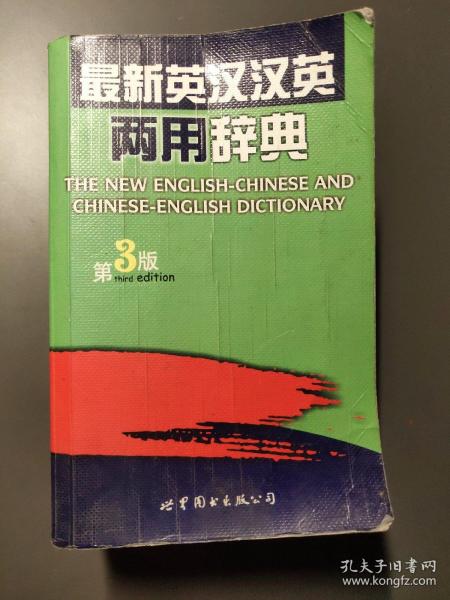 最新英汉汉英
两用辞典
THE NEW ENGLISH-CHINESE AND
CHINESE-ENGLISH DICTIONARY
第3版
third edition
世界图书出版公司
孔夫子旧书网
www.kongfz.com